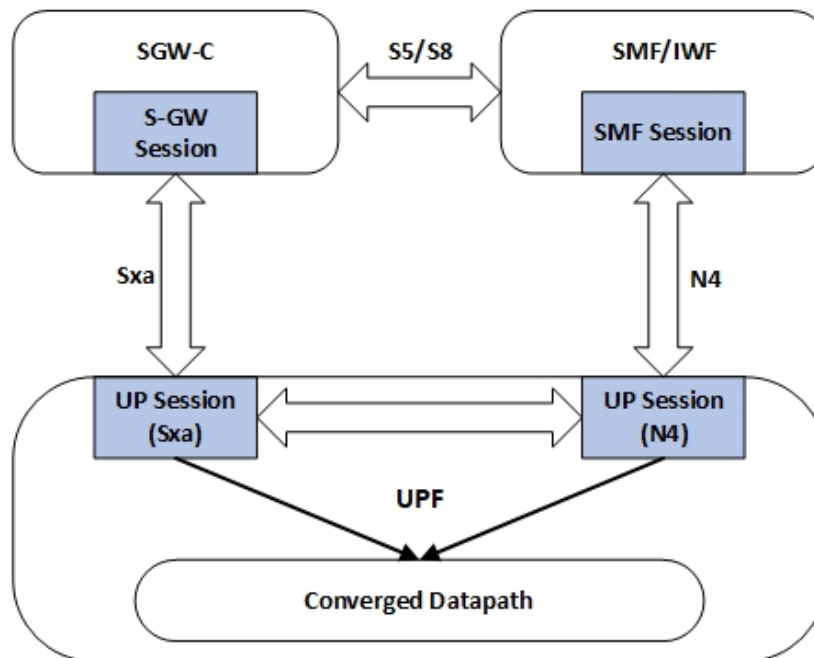 SGW-C
S5/S8
SMF/IWF
S-GW
Session
SMF Session
Sxa
N4
UP Session
(Sxa)
UP Session
(N4)
UPF
Converged Datapath